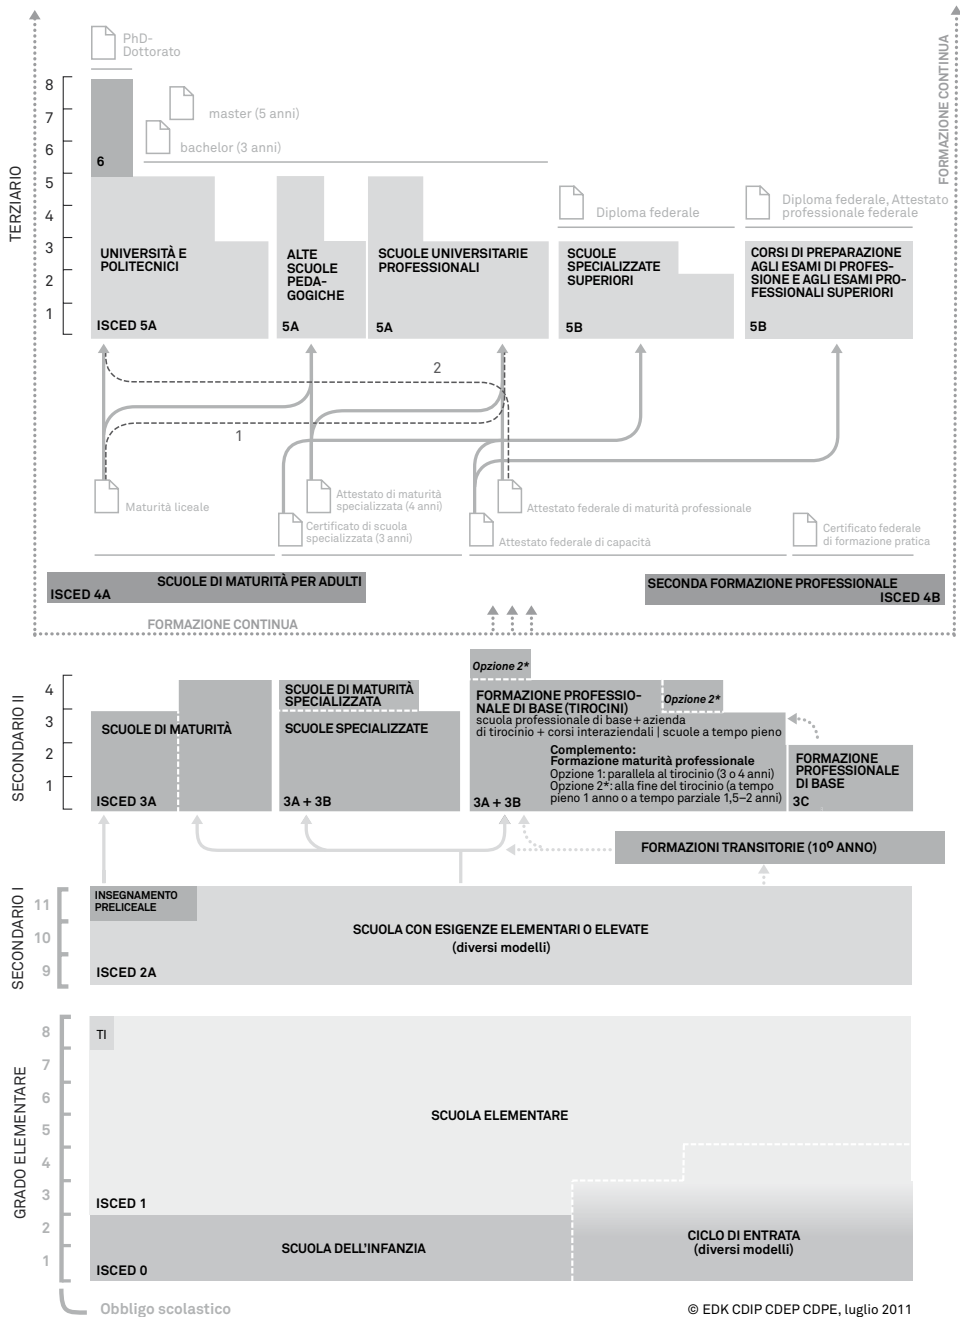 PhD-
Dottorato
FORMAZIONE CONTINUA
TERZIARIO
8
7
6
5
4
3
2
1
master (5 anni)
bachelor (3 anni)
6
Diploma federale
Diploma federale, Attestato
professionale federale
UNIVERSITÀ E
POLITECNICI
ISCED 5A
ALTE
SCUOLE
PEDA-
GOGICHE
5A
SCUOLE UNIVERSITARIE
PROFESSIONALI
5A
SCUOLE
SPECIALIZZATE
SUPERIORI
5B
CORSI DI PREPARAZIONE
AGLI ESAMI DI PROFES-
SIONE E AGLI ESAMI PRO-
FESSIONALI SUPERIORI
5B
2
1
Maturità liceale
Attestato di maturità
specializzata (4 anni)
Certificato di scuola
specializzata (3 anni)
Attestato federale di maturità professionale
Attestato federale di capacità
Certificato federale
di formazione pratica
SCUOLE DI MATURITÀ PER ADULTI
ISCED 4A
SECONDA FORMAZIONE PROFESSIONALE
ISCED 4B
FORMAZIONE CONTINUA
SECONDARIO II
4
3
2
1
SCUOLE DI MATURITÀ
ISCED 3A
SCUOLE DI MATURITÀ
SPECIALIZZATA
SCUOLE SPECIALIZZATE
3A + 3B
Opzione 2*
FORMAZIONE PROFESSIO-
NALE DI BASE (TIROCINI)
Opzione 2*
scuola professionale di base + azienda
di tirocinio + corsi interaziendali | scuole a tempo pieno
Complemento:
Formazione maturità professionale
Opzione 1: parallela al tirocinio (3 o 4 anni)
Opzione 2*: alla fine del tirocinio (a tempo
pieno 1 anno o a tempo parziale 1,5–2 anni)
3A + 3B
FORMAZIONE
PROFESSIONALE
DI BASE
3C
FORMAZIONI TRANSITORIE (10º ANNO)
SECONDARIO I
11
10
9
INSEGNAMENTO
PRELICEALE
SCUOLA CON ESIGENZE ELEMENTARI O ELEVATE
(diversi modelli)
ISCED 2A
GRADO ELEMENTARE
8
7
6
5
4
3
2
1
TI
SCUOLA ELEMENTARE
ISCED 1
SCUOLA DELL'INFANZIA
ISCED 0
CICLO DI ENTRATA
(diversi modelli)
Obbligo scolastico
© EDK CDIP CDEP CDPE, luglio 2011